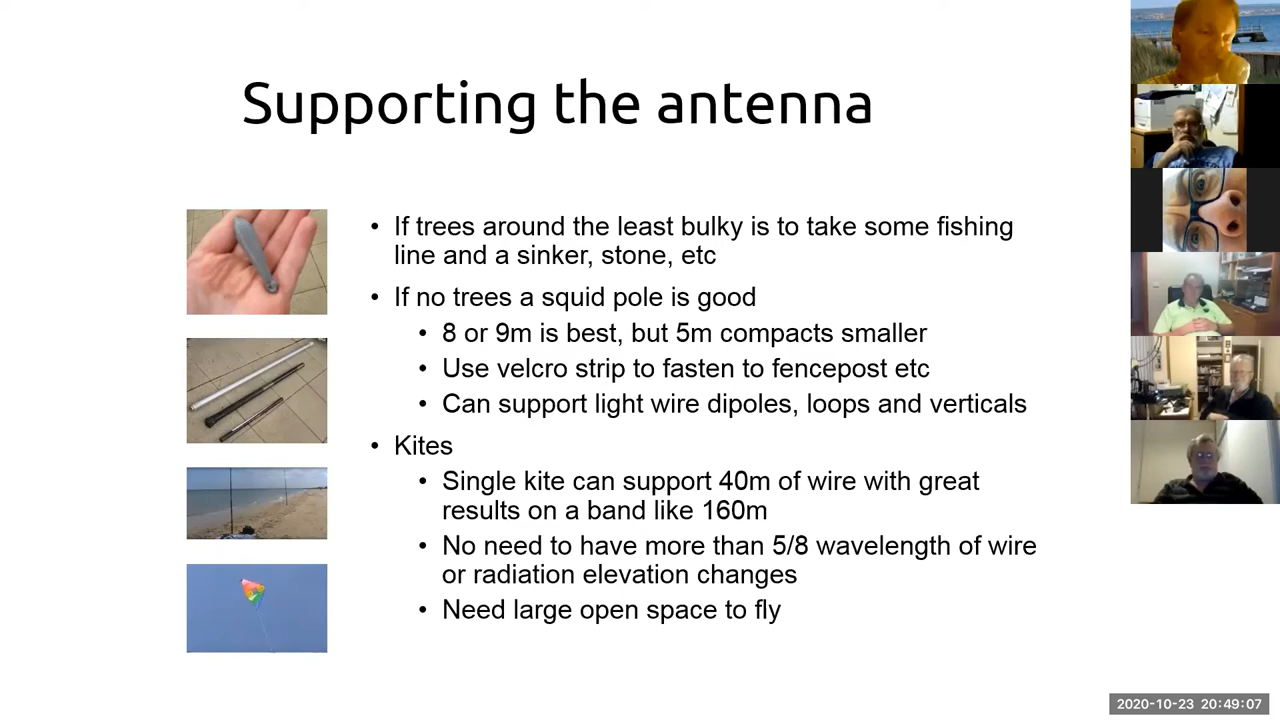 Supporting the antenna
• If trees around the least bulky is to take some fishing
line and a sinker, stone, etc
• If no trees a squid pole is good
• 8 or 9m is best, but 5m compacts smaller
• Use velcro strip to fasten to fencepost etc
• Can support light wire dipoles, loops and verticals
• Kites
• Single kite can support 40m of wire with great
results on a band like 160m
• No need to have more than 5/8 wavelength of wire
or radiation elevation changes
• Need large open space to fly
2020-10-23 20:49:07